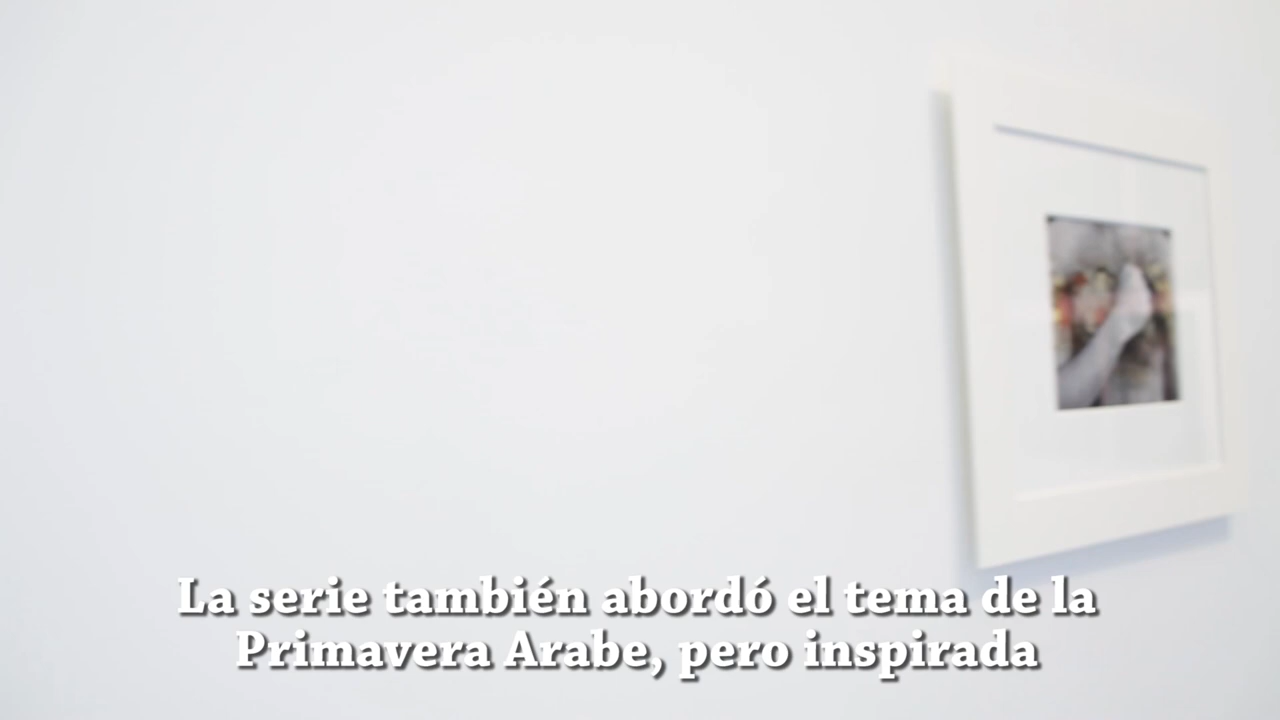 La serie también abordó el tema de la
Primavera Arabe, pero inspirada